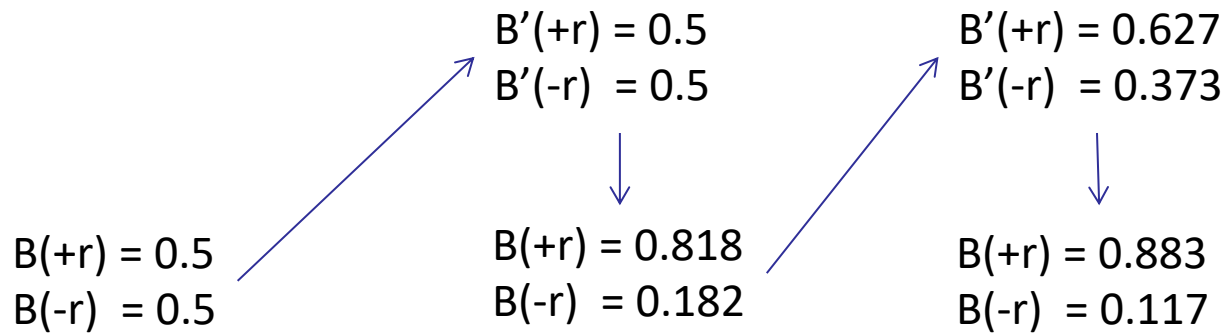 B’(+r) = 0.5
B’(-r) = 0.5
B’(+r) = 0.627
B’(-r) = 0.373
B(+r) = 0.5
B(-r) = 0.5
B(+r) = 0.818
B(-r) = 0.182
B(+r) = 0.883
B(-r) = 0.117